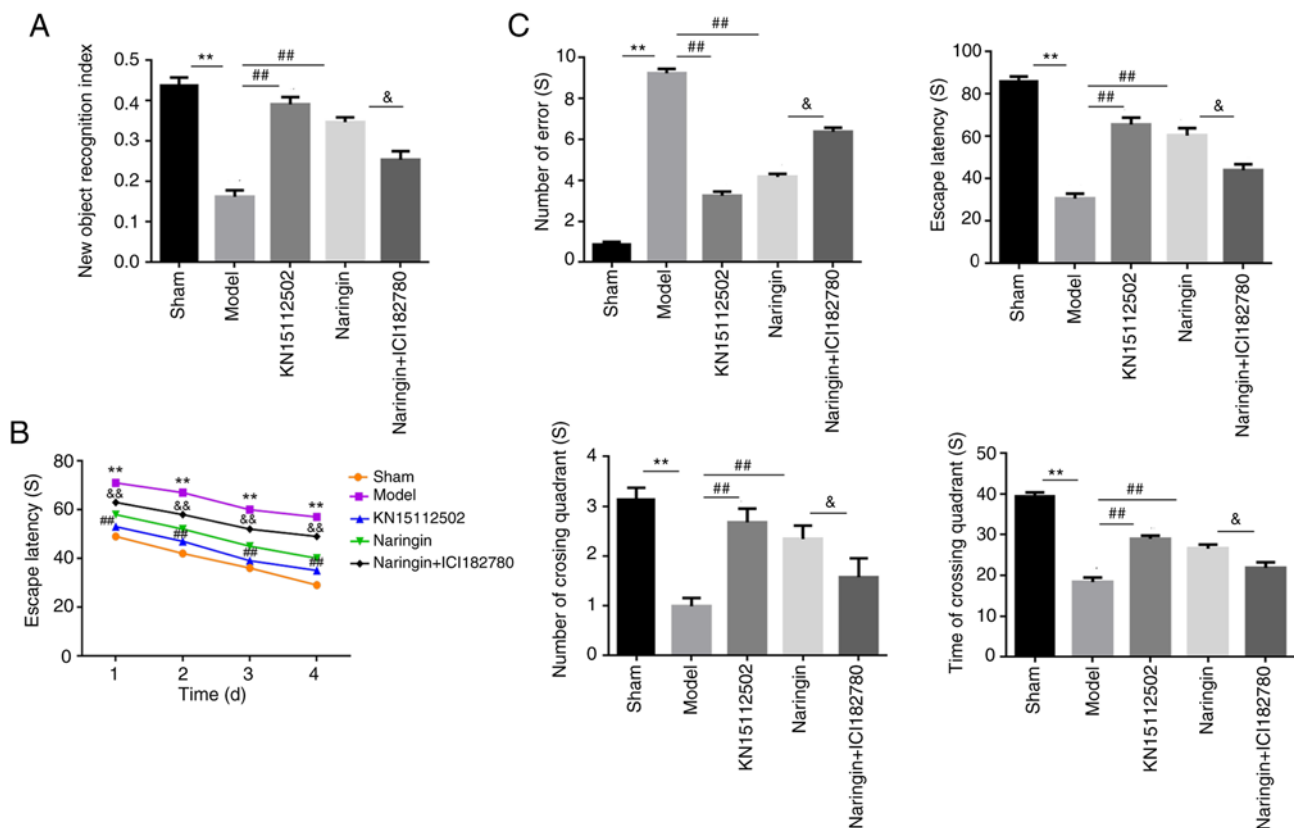 A
New object recognition index
0.5
0.4
0.3
0.2
0.1
0.0
**
##
##
&
Sham
Model
KN15112502
Naringin
Naringin+ICI182780
C
Number of error (S)
10
8
6
4
2
0
**
##
##
&
Sham
Model
KN15112502
Naringin
Naringin+ICI182780
Escape latency (S)
100
80
60
40
20
0
**
##
##
&
Sham
Model
KN15112502
Naringin
Naringin+ICI182780
B
Escape latency (S)
80
60
40
20
0
** ** ** **
&& && && &&
## ## ## ##
1 2 3 4
Time (d)
Sham
Model
KN15112502
Naringin
Naringin+ICI182780
Number of crosing quadrant (S)
4
3
2
1
0
**
##
##
&
Sham
Model
KN15112502
Naringin
Naringin+ICI182780
Time of crossing quadrant (S)
50
40
30
20
10
0
**
##
##
&
Sham
Model
KN15112502
Naringin
Naringin+ICI182780